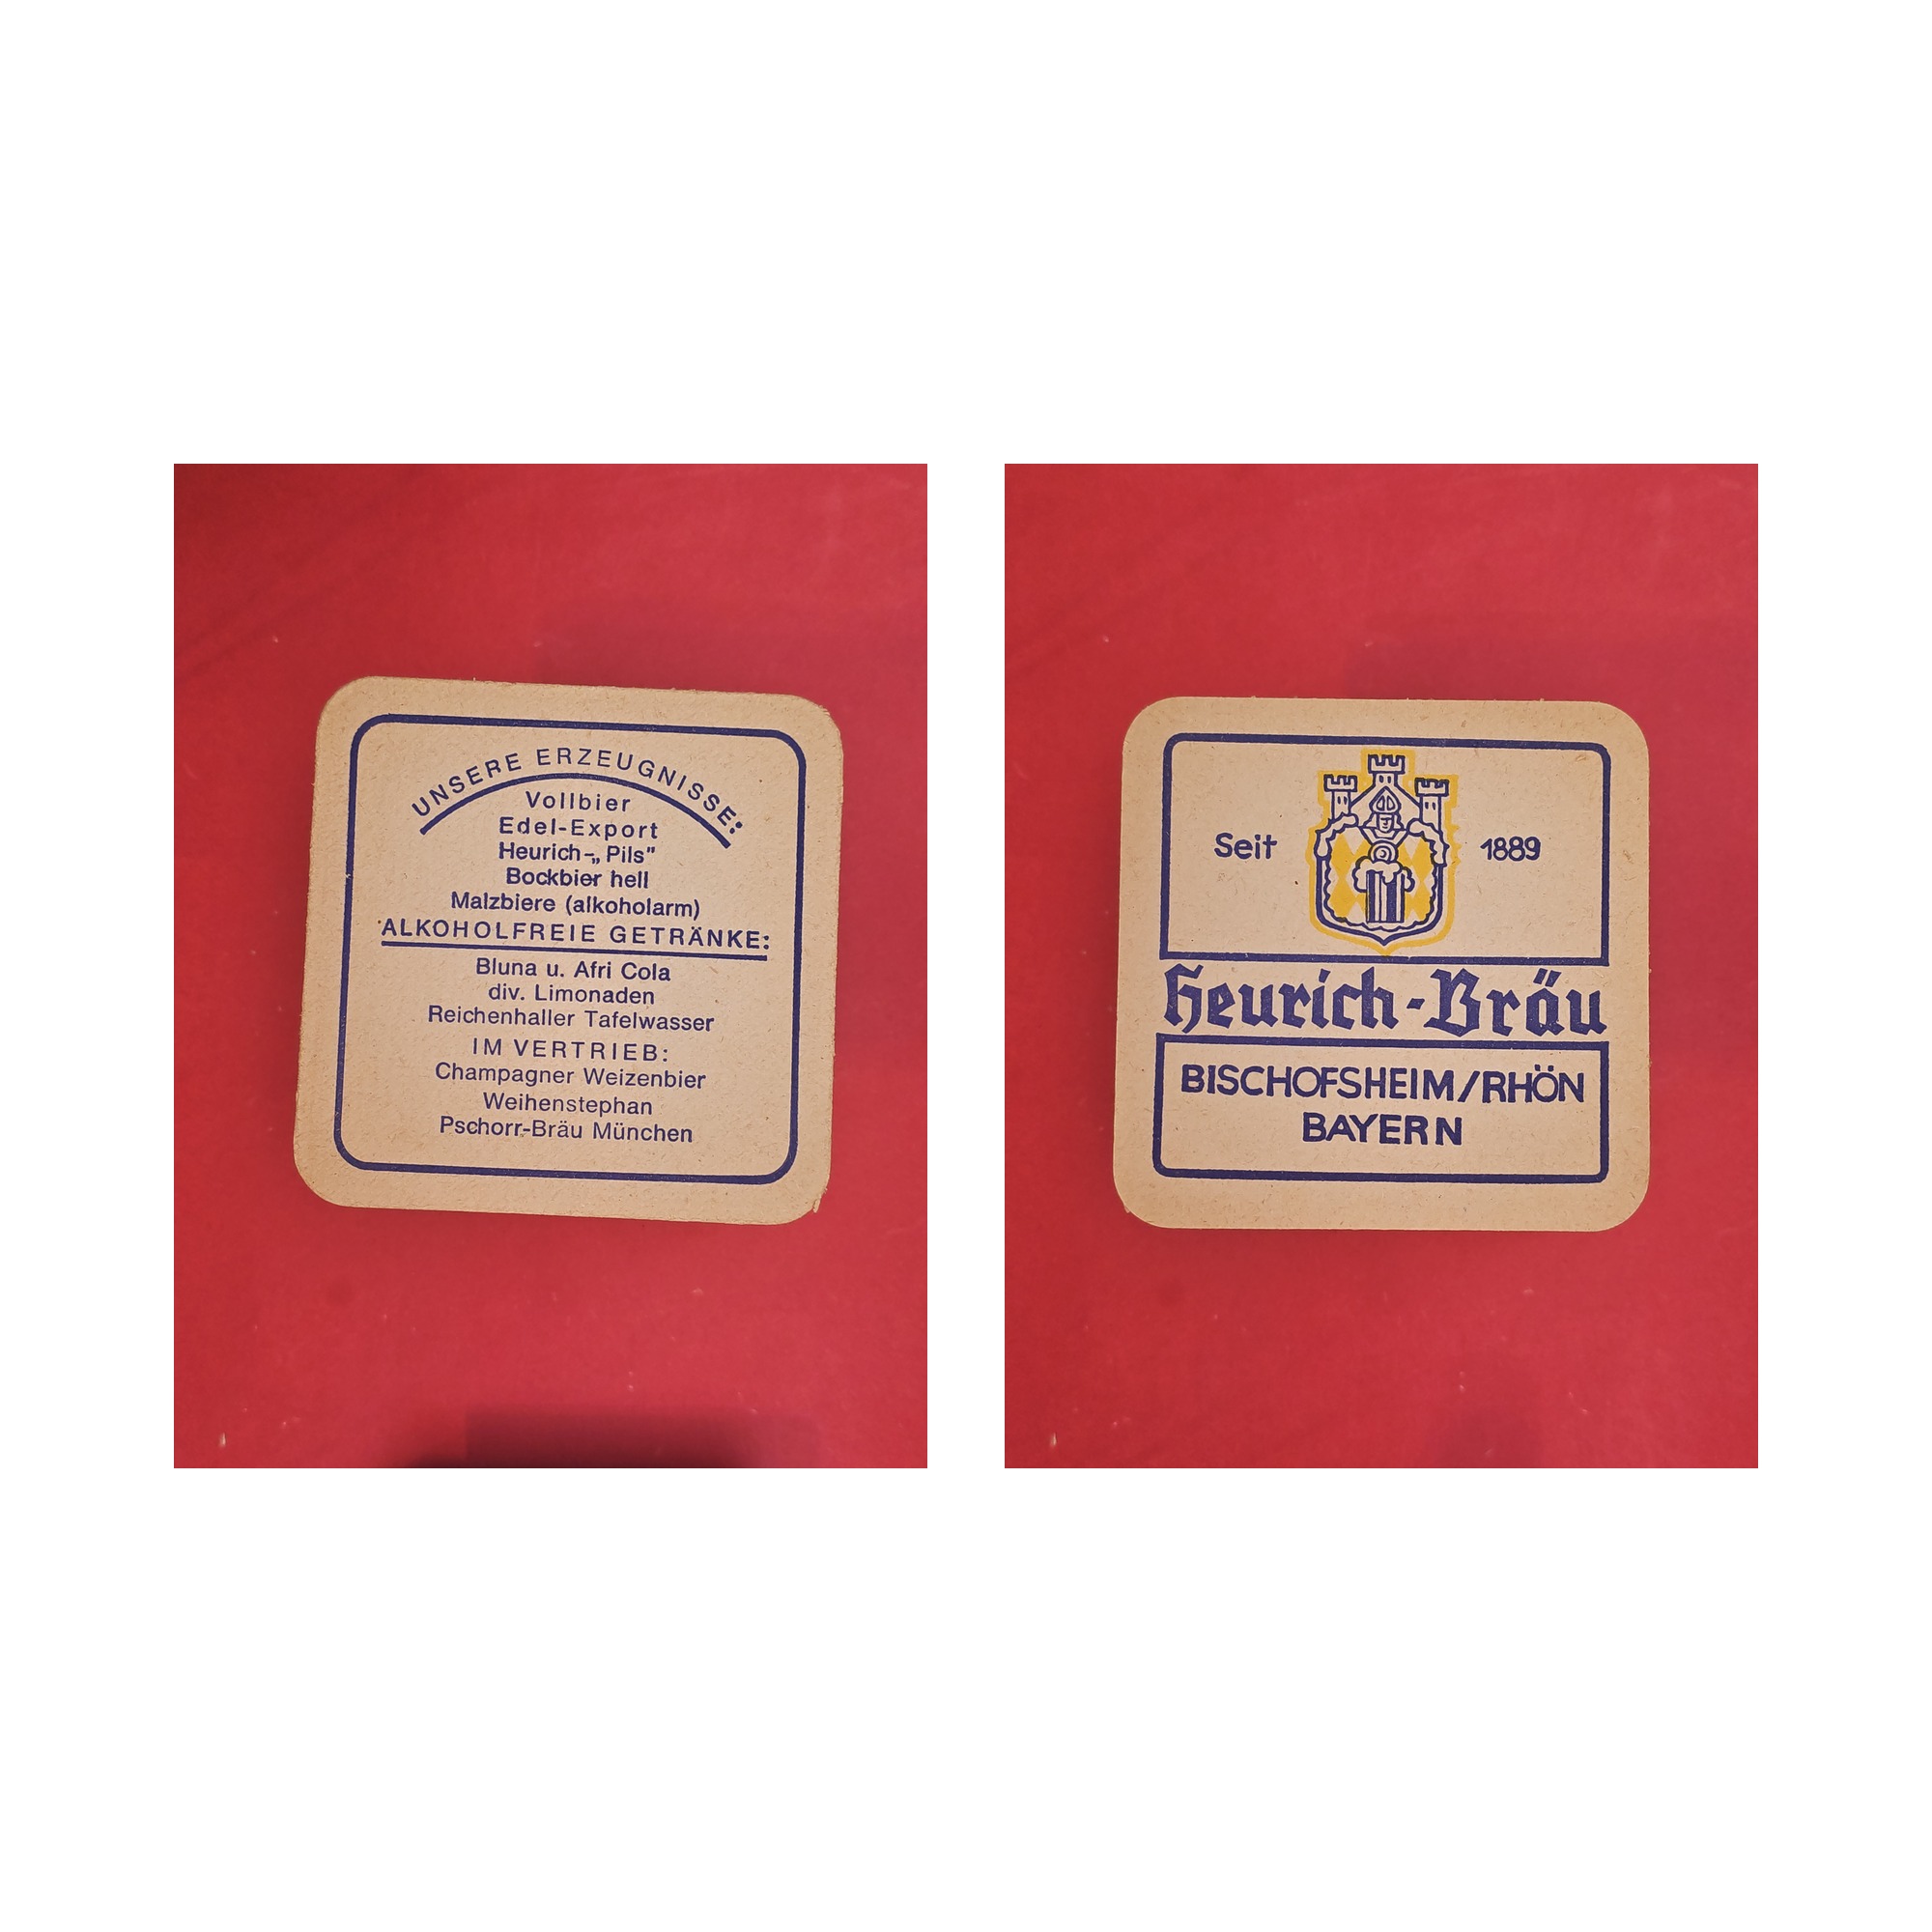 UNSERE ERZEUGNISSE:
Vollbier
Edel-Export
Heurich-„Pils"
Bockbier hell
Malzbiere (alkoholarm)
ALKOHOLFREIE GETRÄNKE:
Bluna u. Afri Cola
div. Limonaden
Reichenhaller Tafelwasser
IM VERTRIEB:
Champagner Weizenbier
Weihenstephan
Pschorr-Bräu München
Seit 1889
Heurich-Bräu
BISCHOFSHEIM/RHÖN
BAYERN